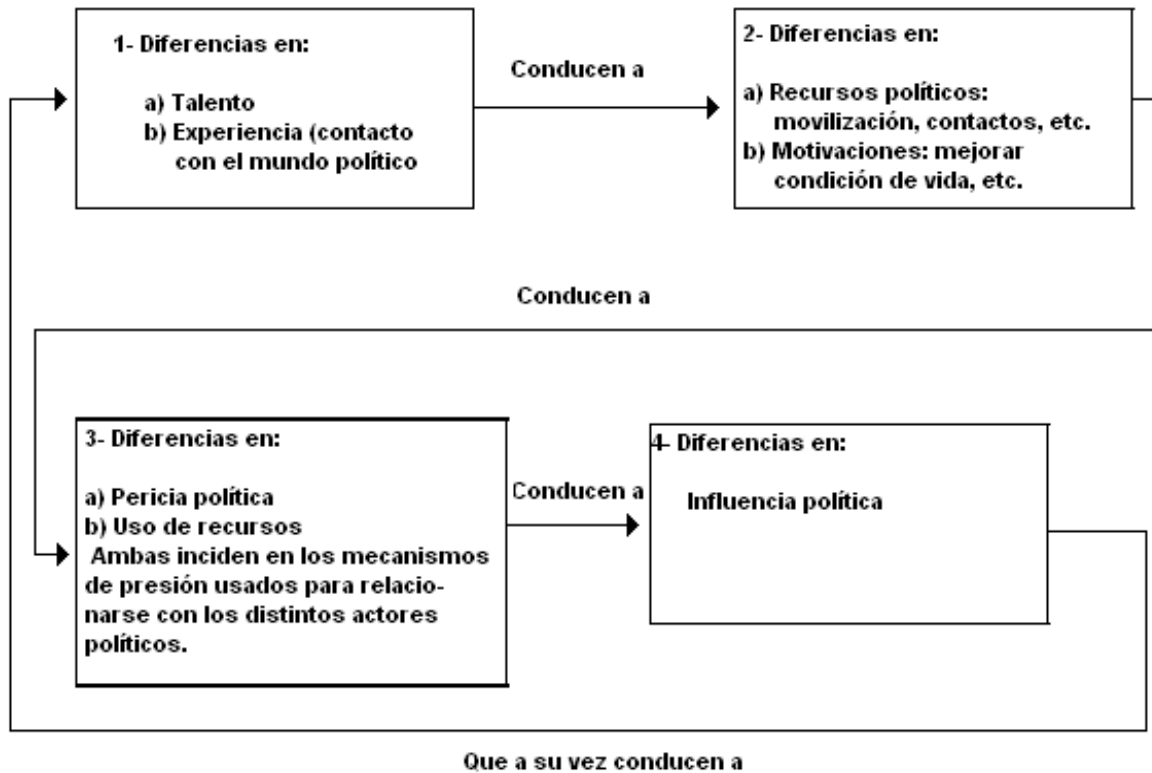 1- Diferencias en:
a) Talento
b) Experiencia (contacto
con el mundo político
Conducen a
2- Diferencias en:
a) Recursos políticos:
movilización, contactos, etc.
b) Motivaciones: mejorar
condición de vida, etc.
Conducen a
3- Diferencias en:
a) Pericia política
b) Uso de recursos
Ambas inciden en los mecanismos
de presión usados para relacio-
narse con los distintos actores
políticos.
Conducen a
4- Diferencias en:
Influencia política
Que a su vez conducen a